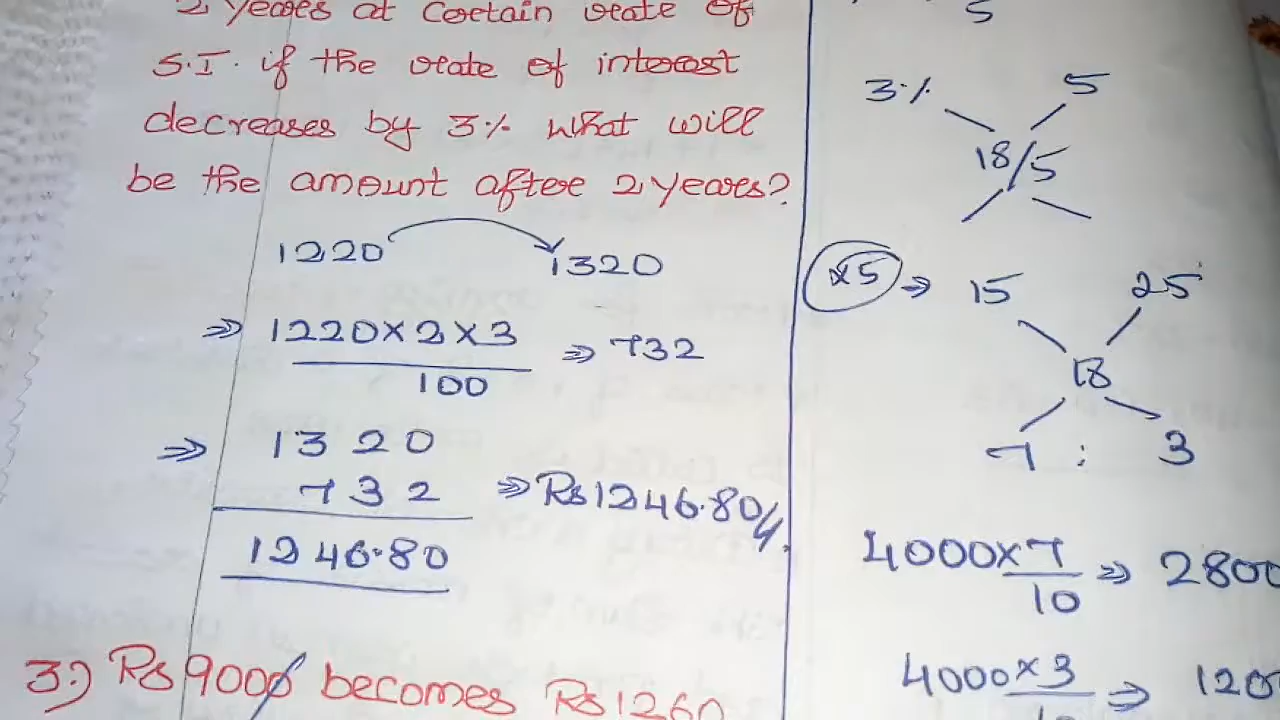 2 years at certain rate of
S.I. if the rate of interest
decreases by 3% what will
be the amount after 2 years?
1220 1320
⇒ 1220×2×3 ⇒ 732
100
⇒ 1320
732 ⇒ Rs1246.80//.
1246.80
3.) Rs 9000 becomes Rs 1260
5
3% 5
18/5
×5 → 15 25
18
7 : 3
4000×7 ⇒ 2800
10
4000×3 ⇒ 120
10